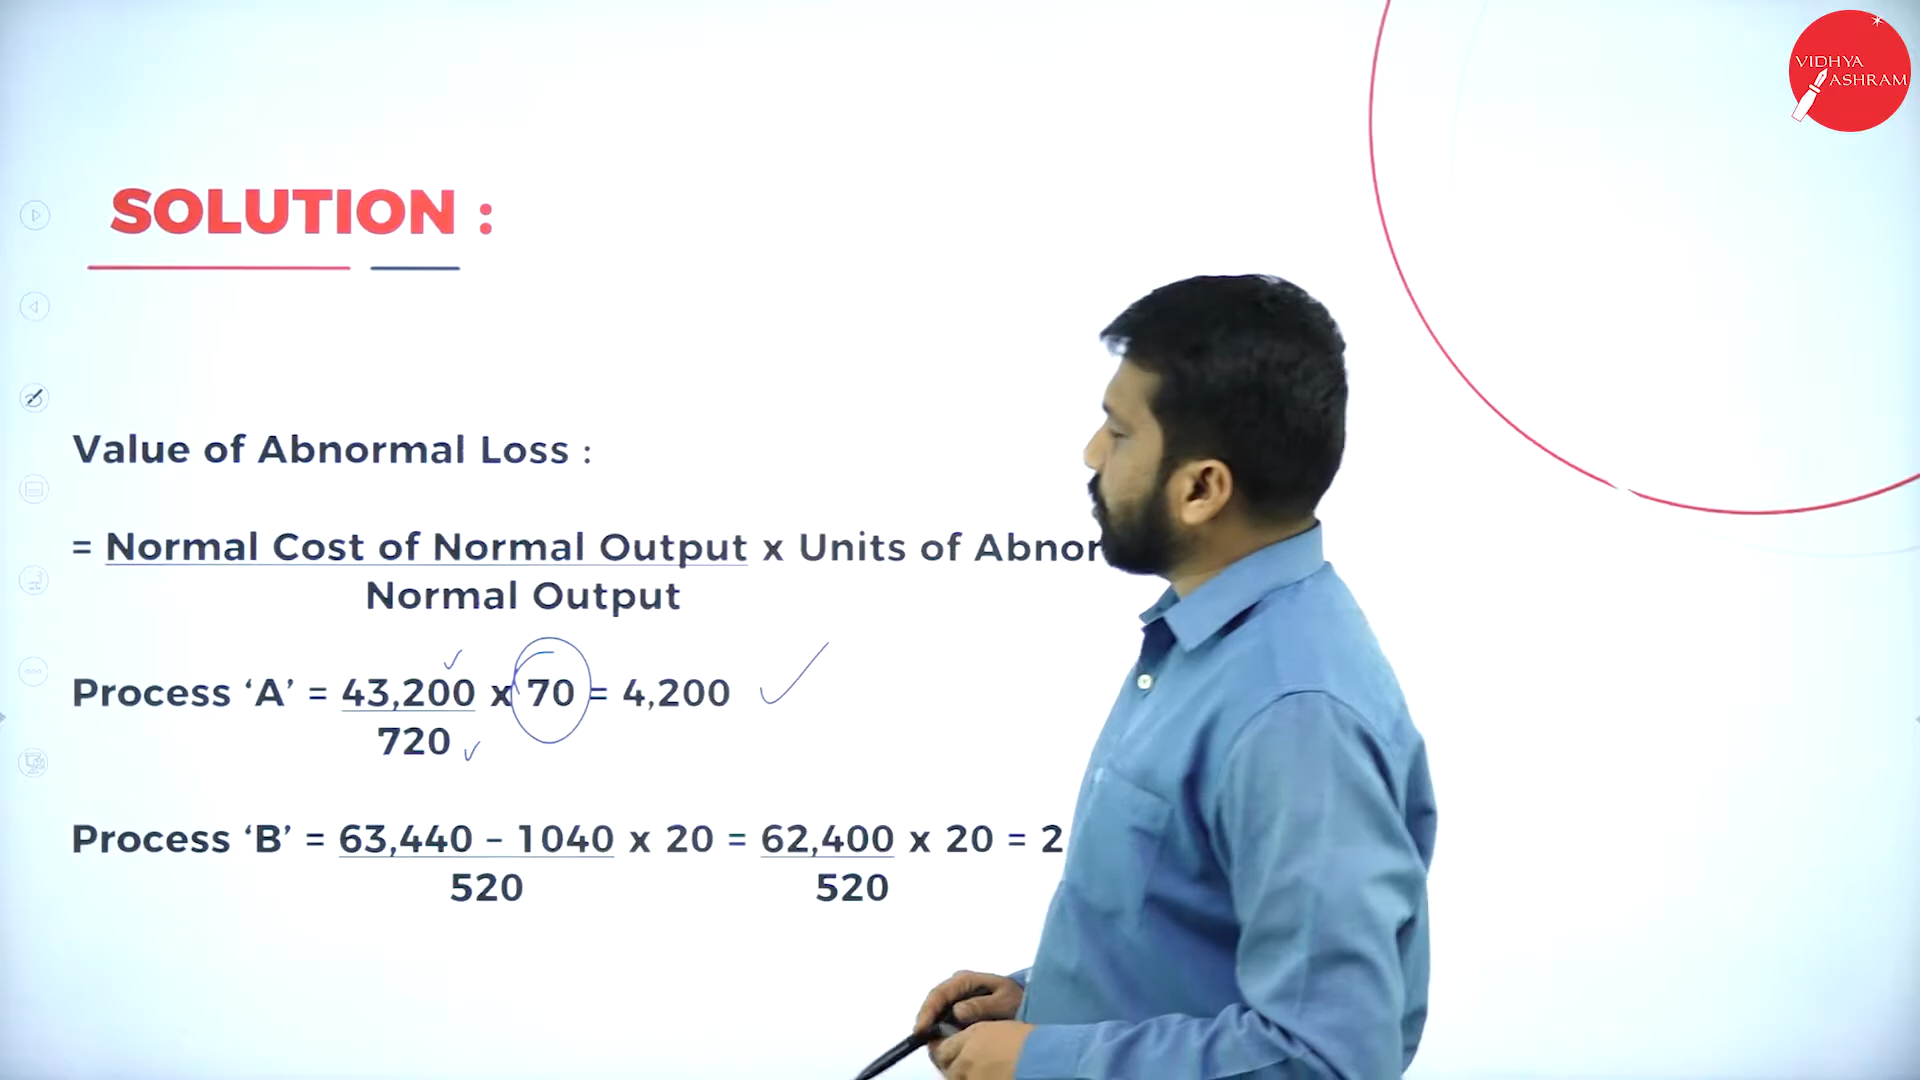 VIDHYA
ASHRAM
SOLUTION :
Value of Abnormal Loss :
= Normal Cost of Normal Output x Units of Abnor
Normal Output
Process ‘A’ = 43,200 x 70 = 4,200
720
Process ‘B’ = 63,440 – 1040 x 20 = 62,400 x 20 = 2
520 520